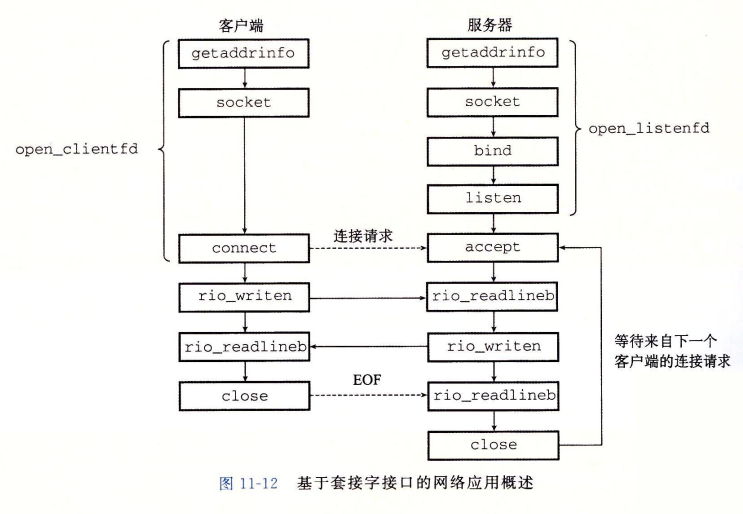 客户端
服务器
getaddrinfo
getaddrinfo
socket
socket
open_clientfd
open_listenfd
bind
listen
连接请求
connect
accept
rio_writen
rio_readlineb
rio_readlineb
rio_writen
等待来自下一个
客户端的连接请求
EOF
close
rio_readlineb
close
图 11-12 基于套接字接口的网络应用概述